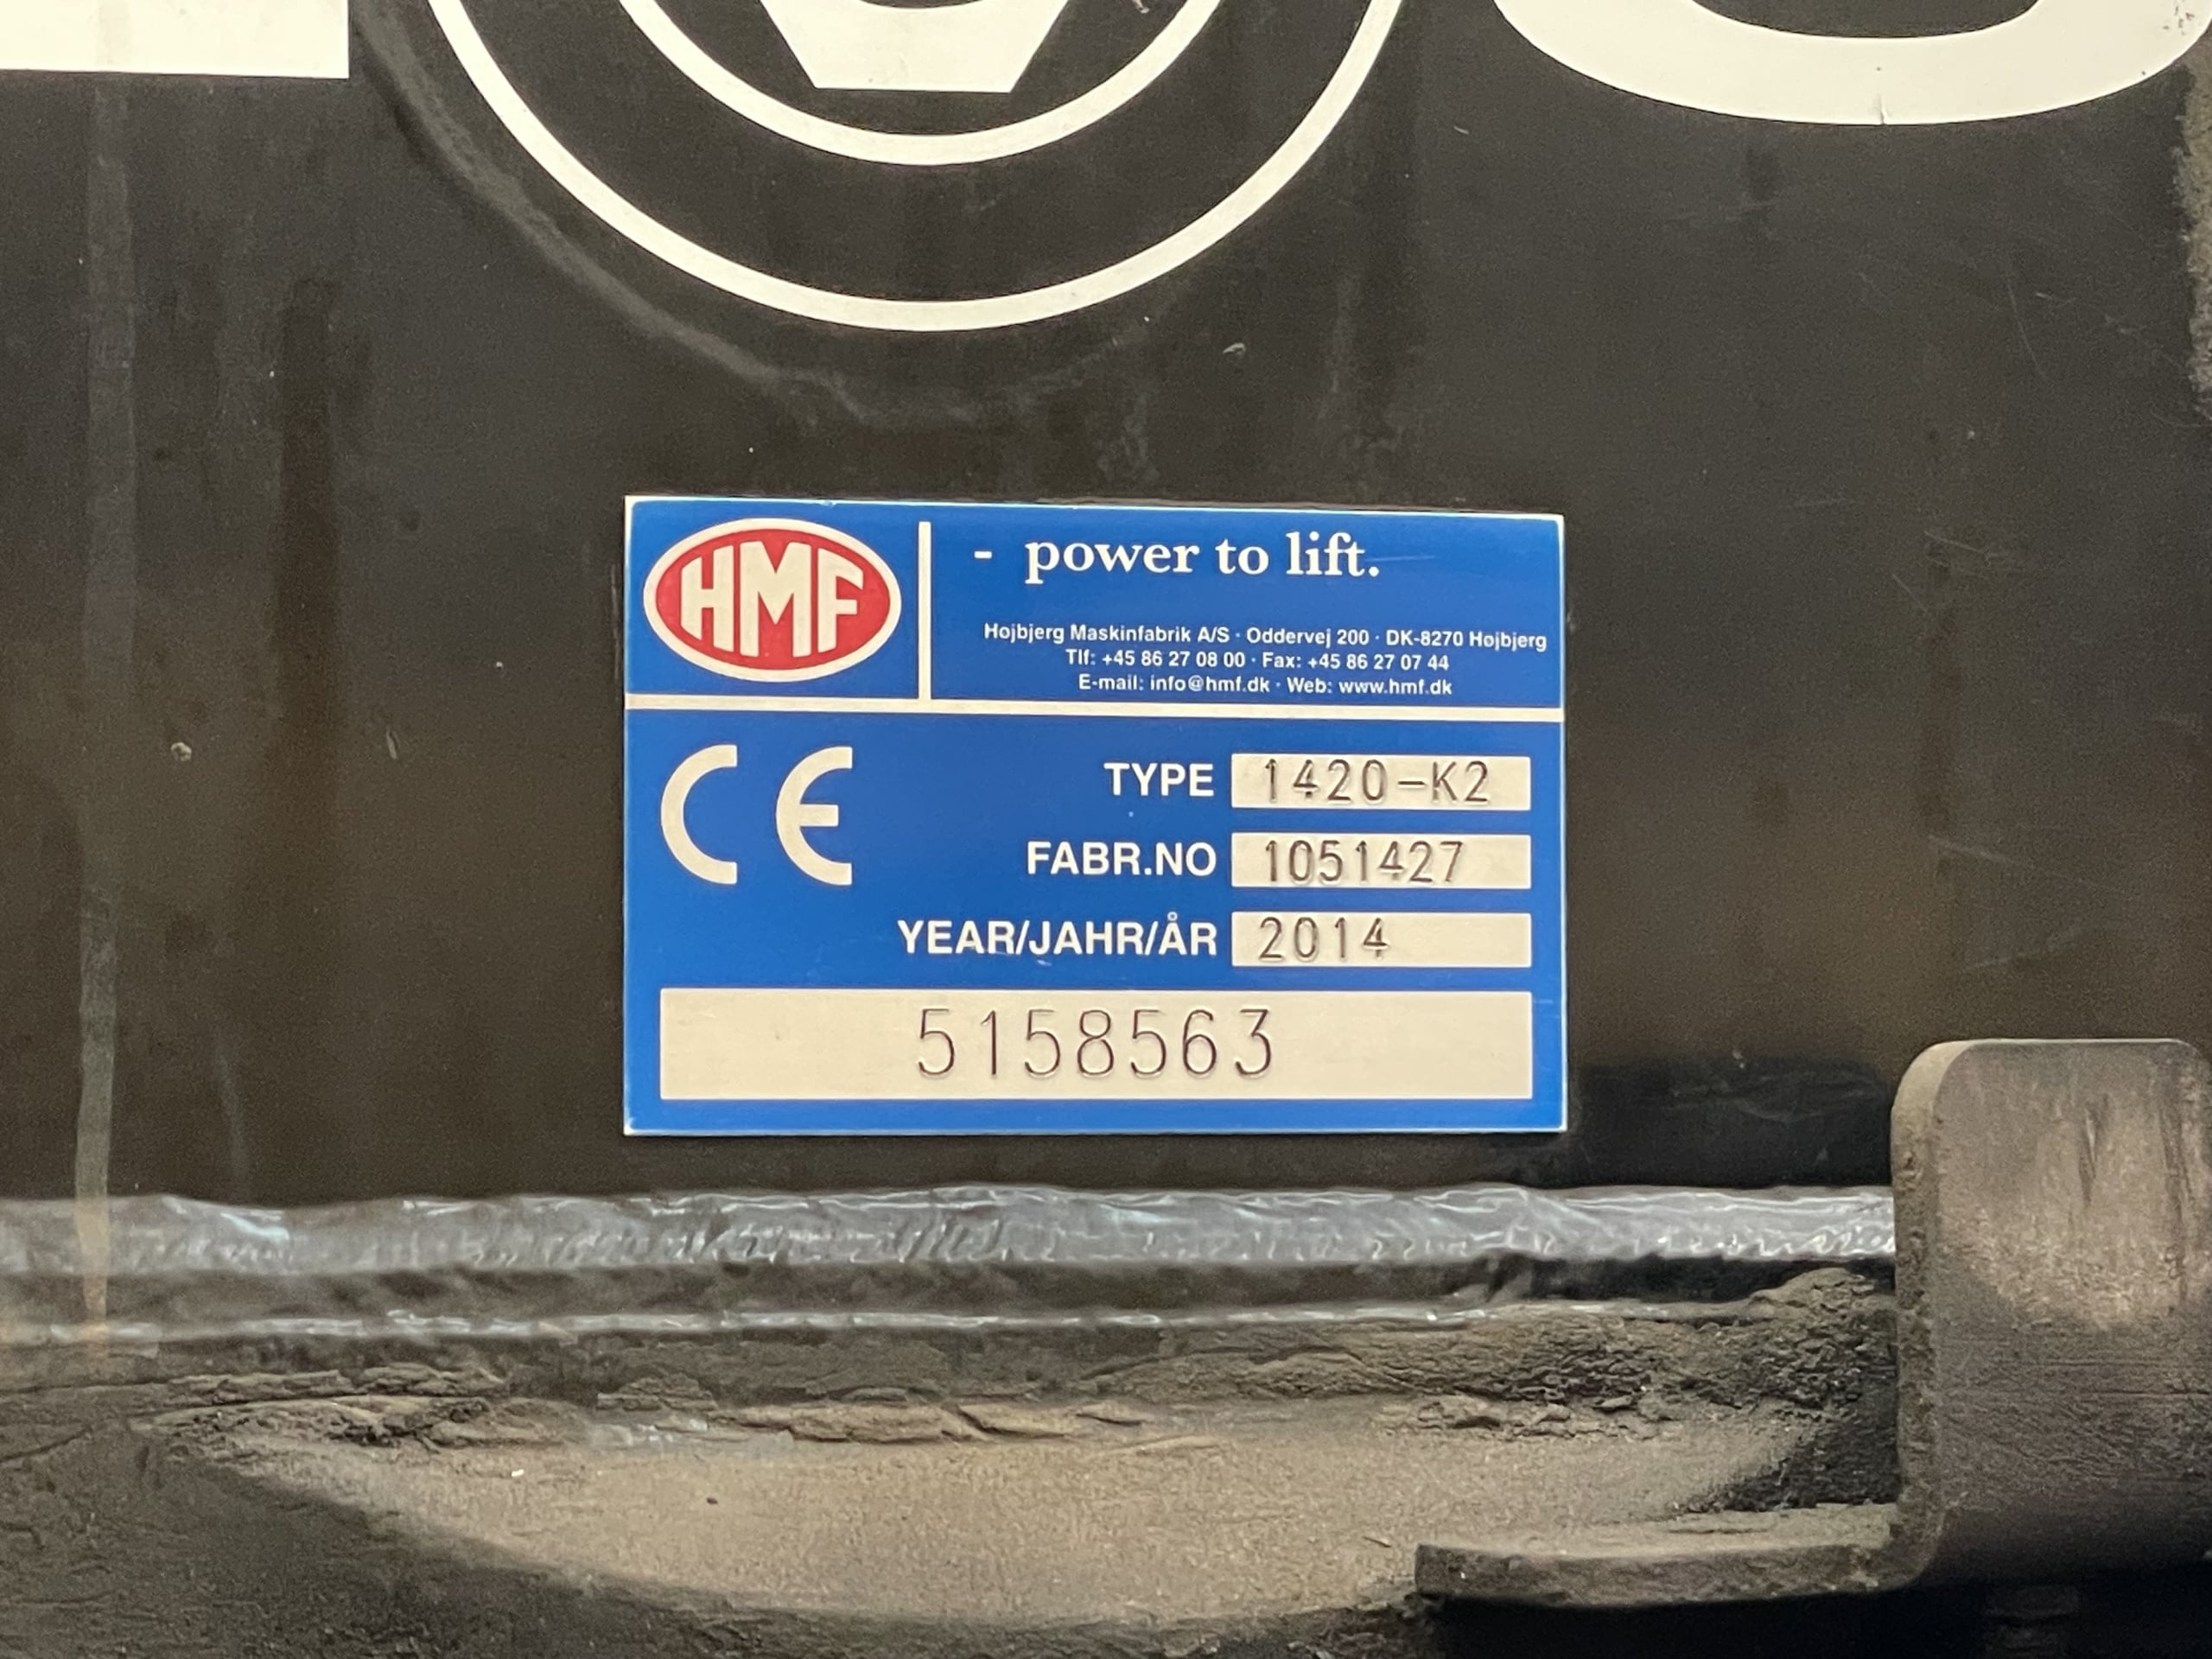 HMF
- power to lift.
Højbjerg Maskinfabrik A/S · Oddervej 200 · DK-8270 Højbjerg
Tlf: +45 86 27 08 00 · Fax: +45 86 27 07 44
E-mail: info@hmf.dk · Web: www.hmf.dk
CE
TYPE 1420-K2
FABR.NO 1051427
YEAR/JAHR/ÅR 2014
5158563